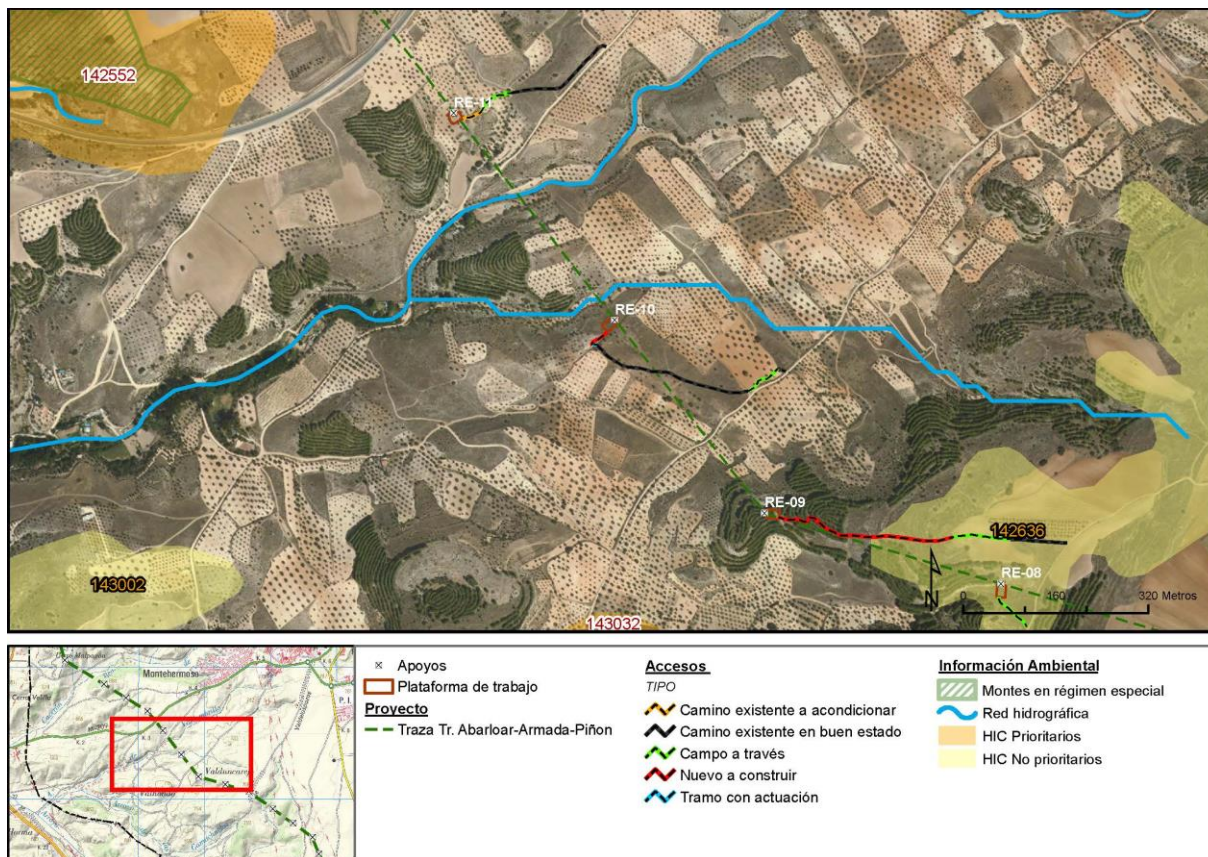 142552
RE-11
RE-10
RE-09
142636
RE-08
143002
143032
N
0 160 320 Metros
Montehermoso
P. I.
Apoyos
Plataforma de trabajo
Proyecto
Traza Tr. Abarloar-Armada-Piñon
Accesos
TIPO
Camino existente a acondicionar
Camino existente en buen estado
Campo a través
Nuevo a construir
Tramo con actuación
Información Ambiental
Montes en régimen especial
Red hidrográfica
HIC Prioritarios
HIC No prioritarios